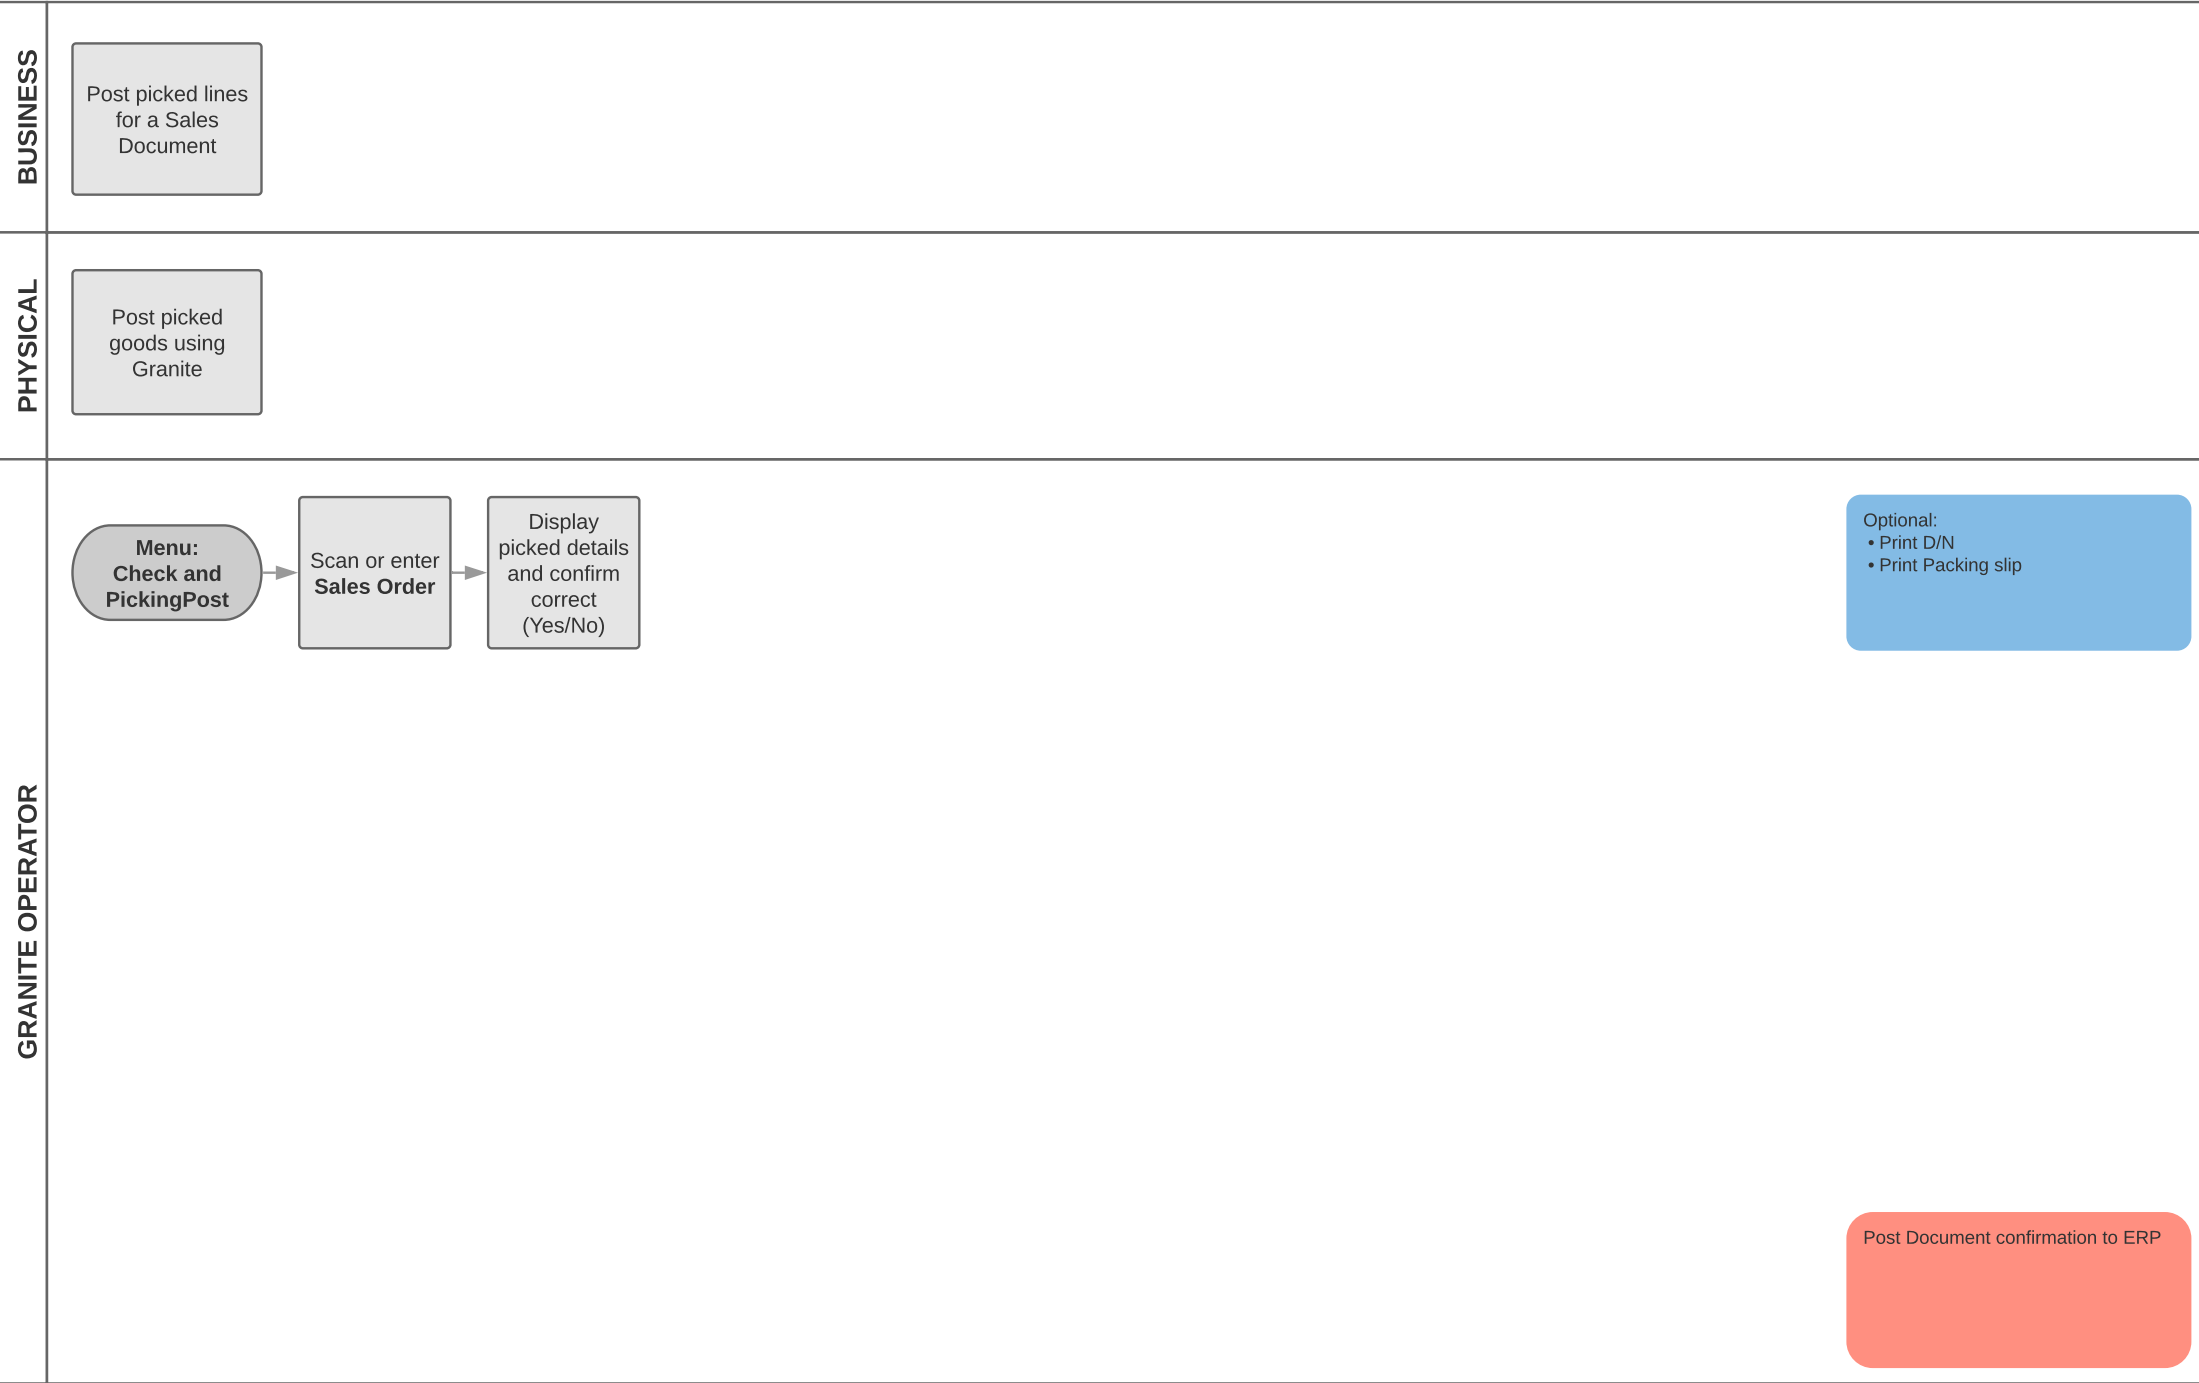 BUSINESS
Post picked lines
for a Sales
Document
PHYSICAL
Post picked
goods using
Granite
GRANITE OPERATOR
Menu:
Check and
PickingPost
Scan or enter
Sales Order
Display
picked details
and confirm
correct
(Yes/No)
Optional:
• Print D/N
• Print Packing slip
Post Document confirmation to ERP